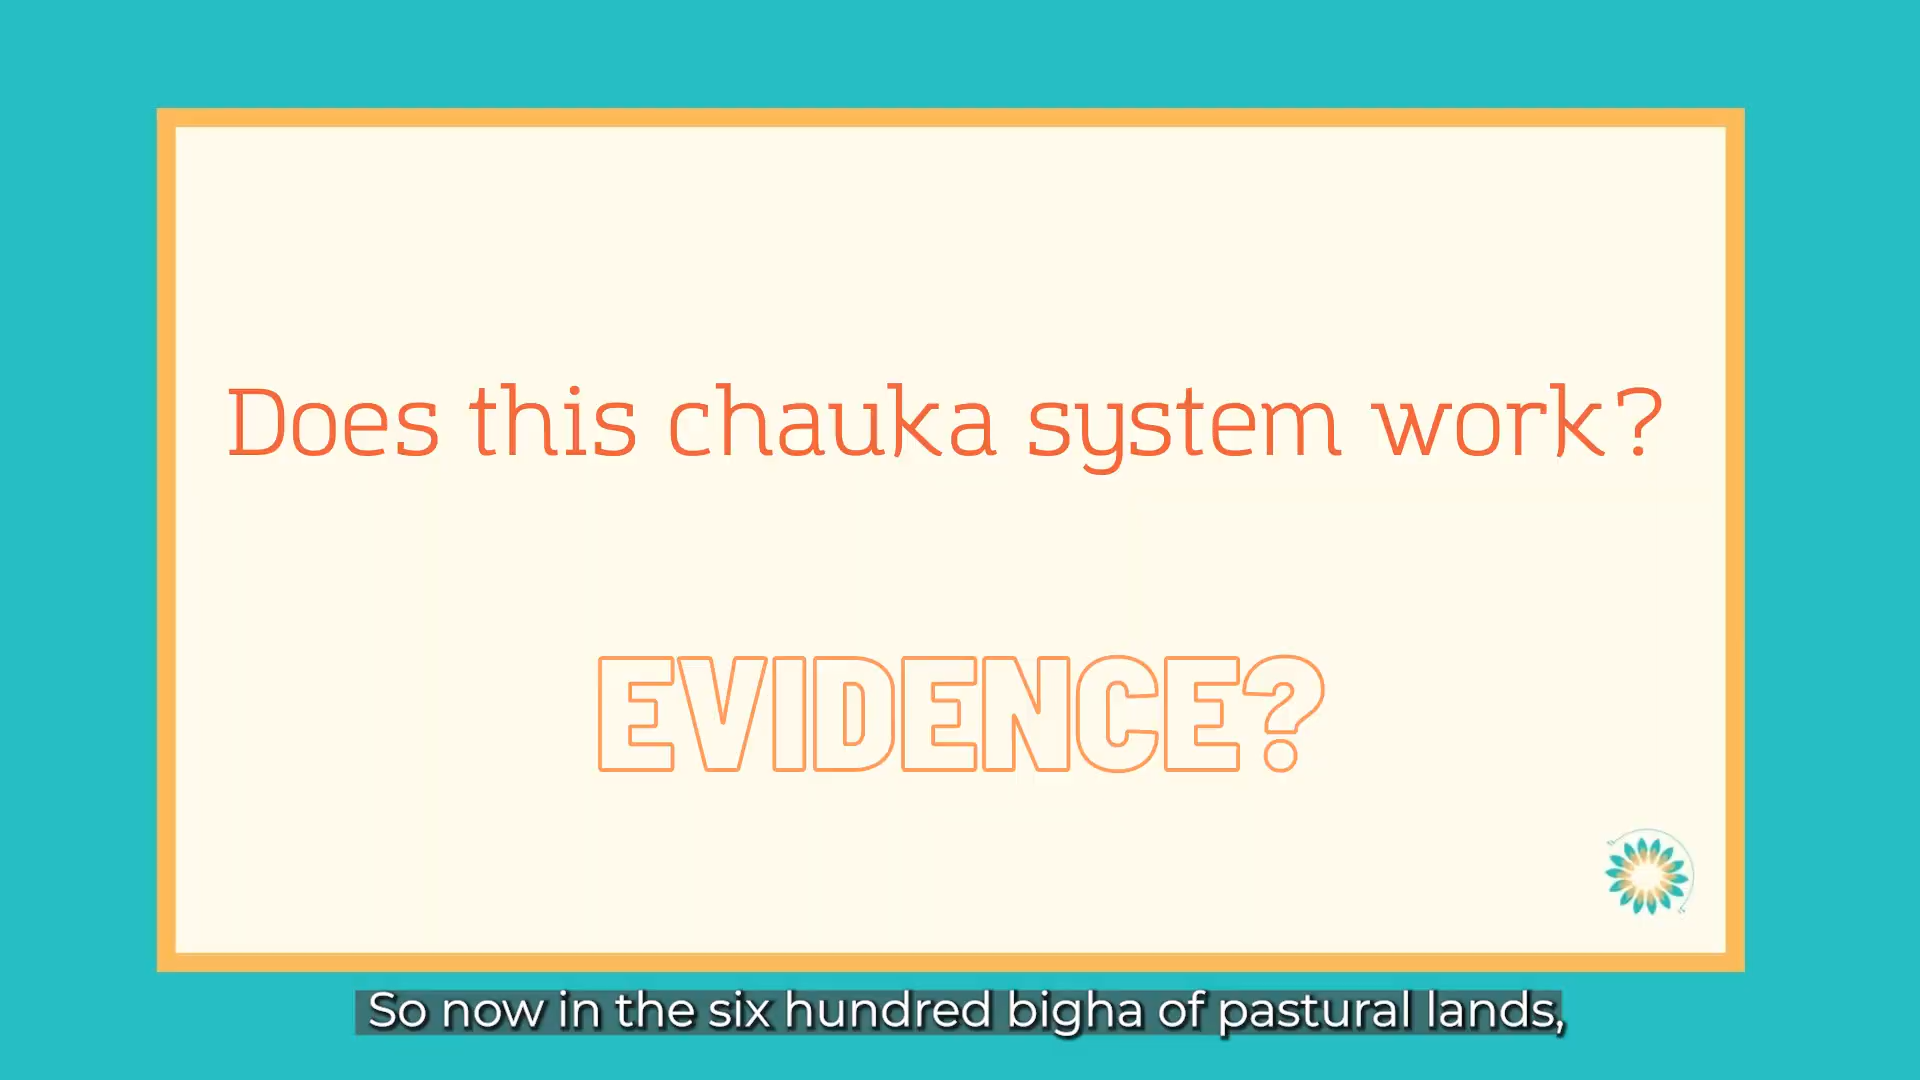 Does this chauka system work?
EVIDENCE?
So now in the six hundred bigha of pastural lands,